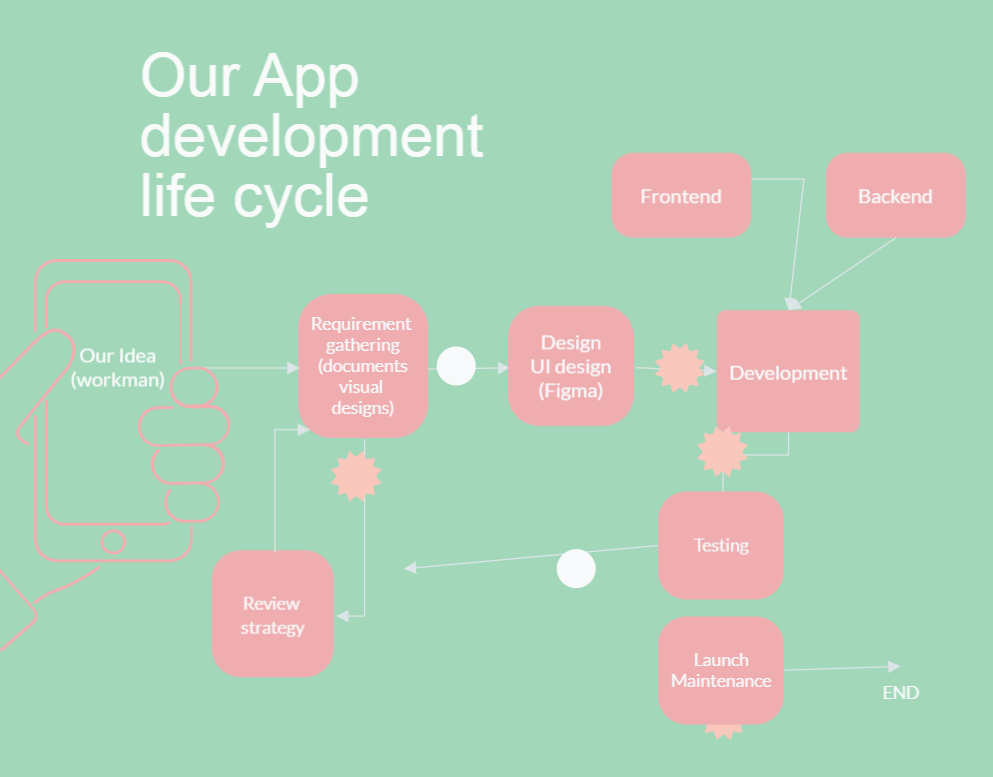 Our App
development
life cycle
Frontend
Backend
Our Idea
(workman)
Requirement
gathering
(documents
visual
designs)
Design
UI design
(Figma)
Development
Testing
Review
strategy
Launch
Maintenance
END